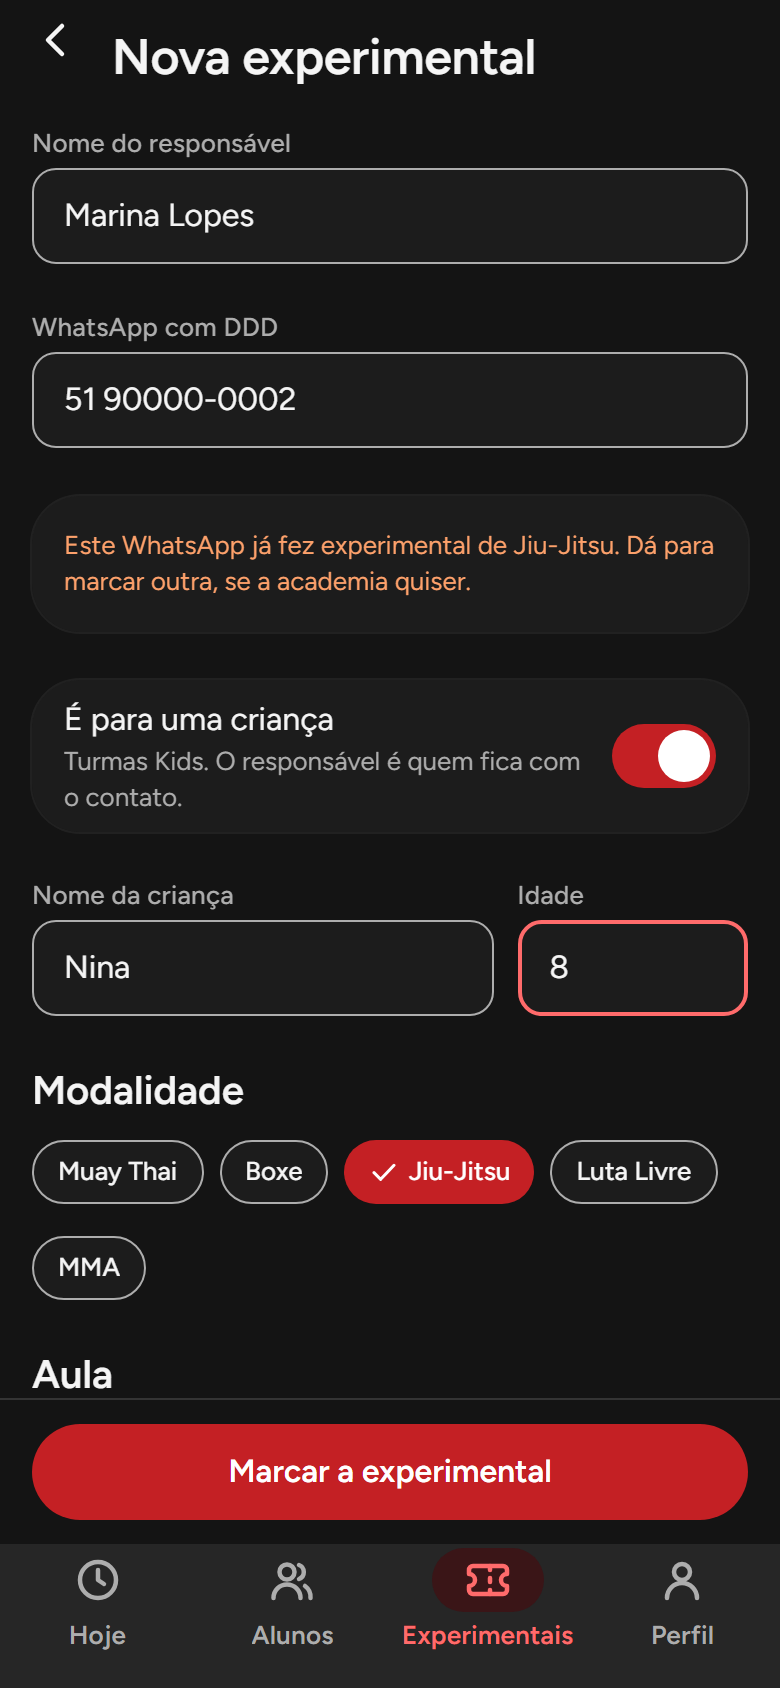 Nova experimental
Nome do responsável
Marina Lopes
WhatsApp com DDD
51 90000-0002
Este WhatsApp já fez experimental de Jiu-Jitsu. Dá para
marcar outra, se a academia quiser.
É para uma criança
Turmas Kids. O responsável é quem fica com
o contato.
Nome da criança
Idade
Nina
8
Modalidade
Muay Thai
Boxe
Jiu-Jitsu
Luta Livre
MMA
Aula
Marcar a experimental
Hoje
Alunos
Experimentais
Perfil